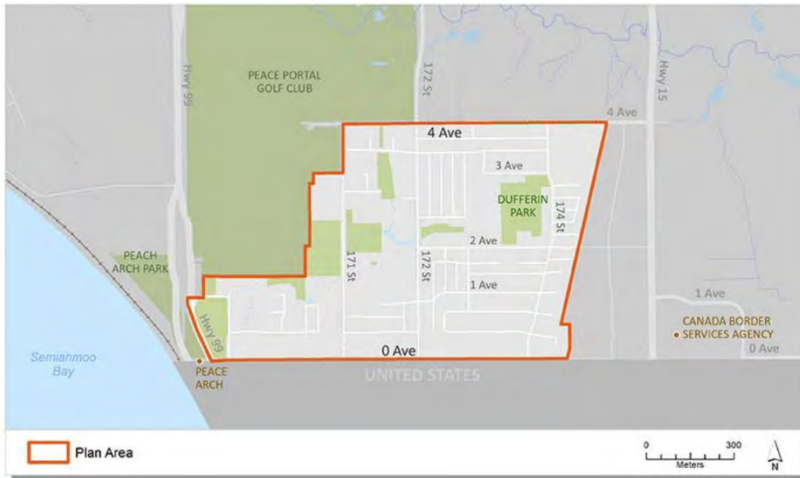 PEACE PORTAL
GOLF CLUB
Hwy 99
172 St
Hwy 15
4 Ave
4 Ave
3 Ave
DUFFERIN
PARK
174 St
2 Ave
171 St
172 St
1 Ave
PEACH
ARCH PARK
Hwy 99
1 Ave
CANADA BORDER
SERVICES AGENCY
0 Ave
0 Ave
Semiahmoo
Bay
PEACE
ARCH
UNITED STATES
Plan Area
0 300
Meters
N